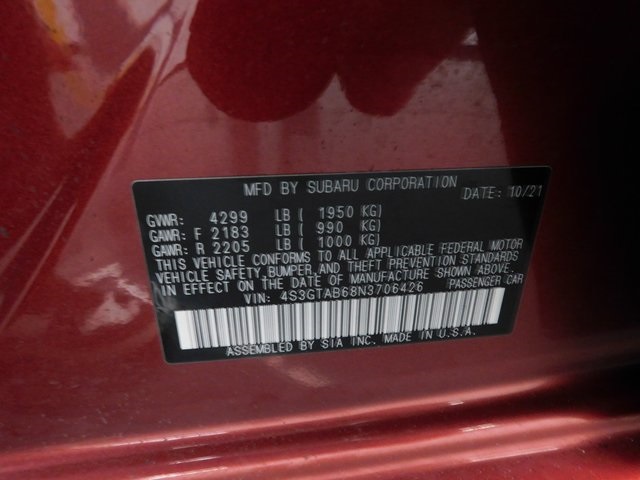 MFD BY SUBARU CORPORATION DATE: 10/21
GVWR: 4299 LB ( 1950 KG)
GAWR: F 2183 LB ( 990 KG)
GAWR: R 2205 LB ( 1000 KG)
THIS VEHICLE CONFORMS TO ALL APPLICABLE FEDERAL MOTOR
VEHICLE SAFETY,BUMPER,AND THEFT PREVENTION STANDARDS
IN EFFECT ON THE DATE OF MANUFACTURE SHOWN ABOVE.
VIN: 4S3GTAB68N3706426 PASSENGER CAR
ASSEMBLED BY SIA INC. MADE IN U.S.A.